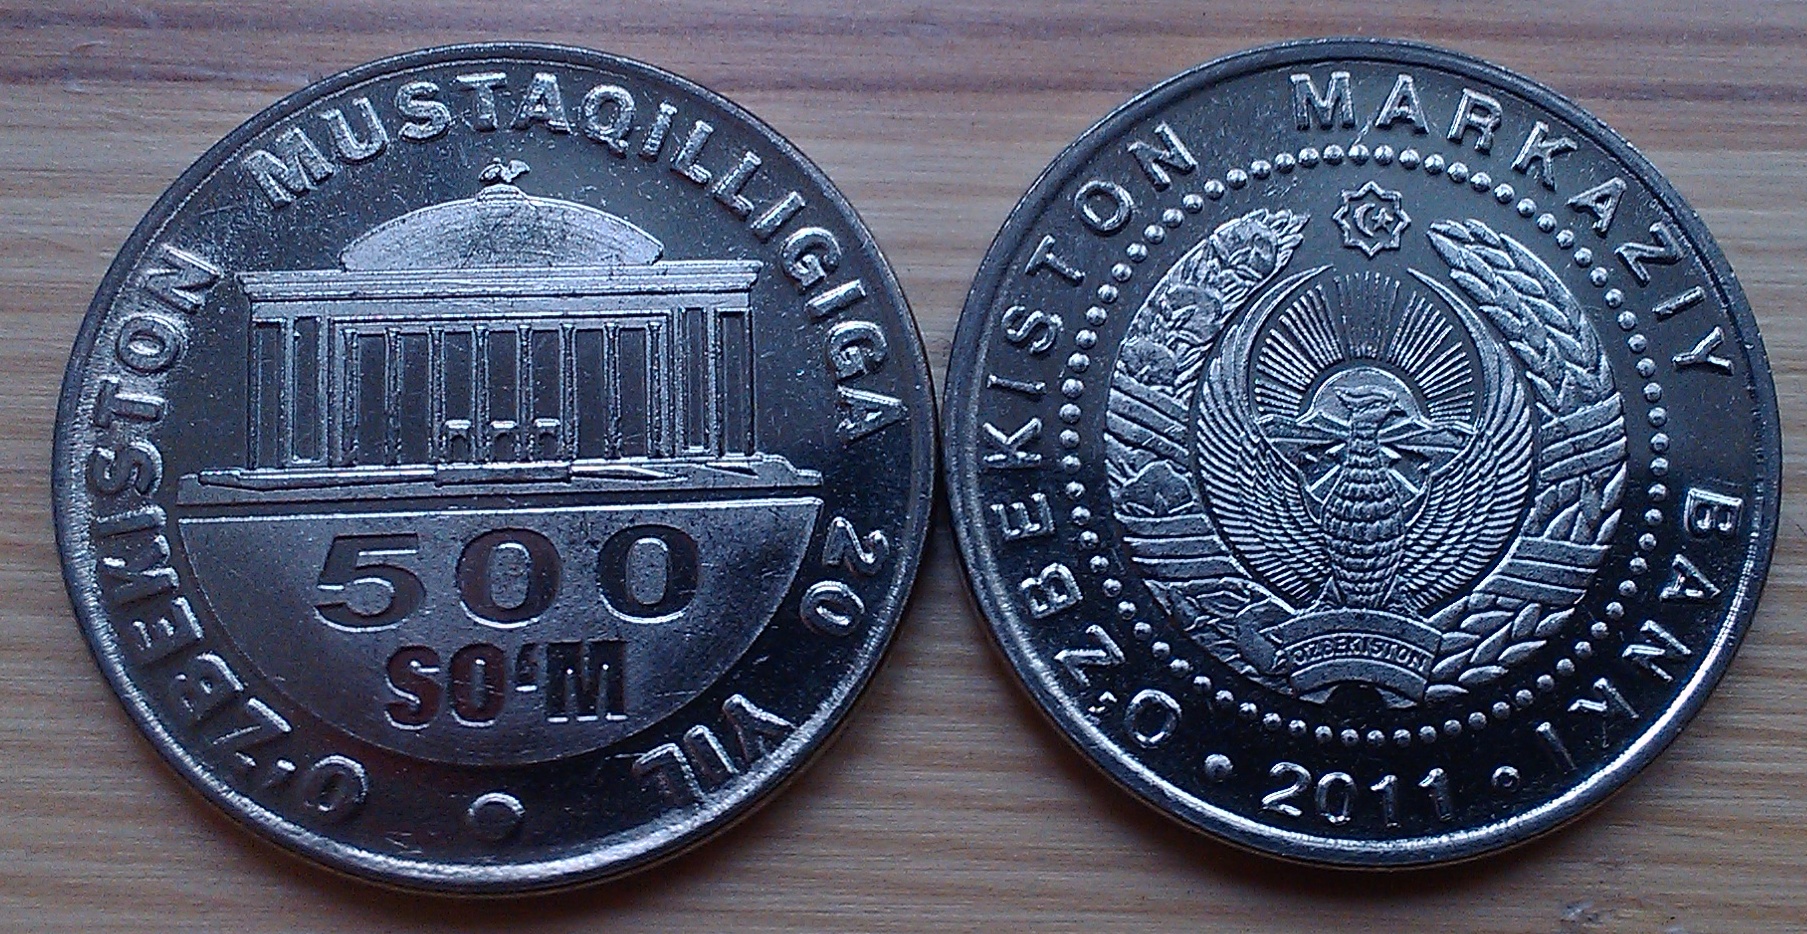 O'ZBEKISTON MUSTAQILLIGIGA 20 YIL
500
SO'M
O'ZBEKISTON MARKAZIY BANKI
O'ZBEKISTON
2011